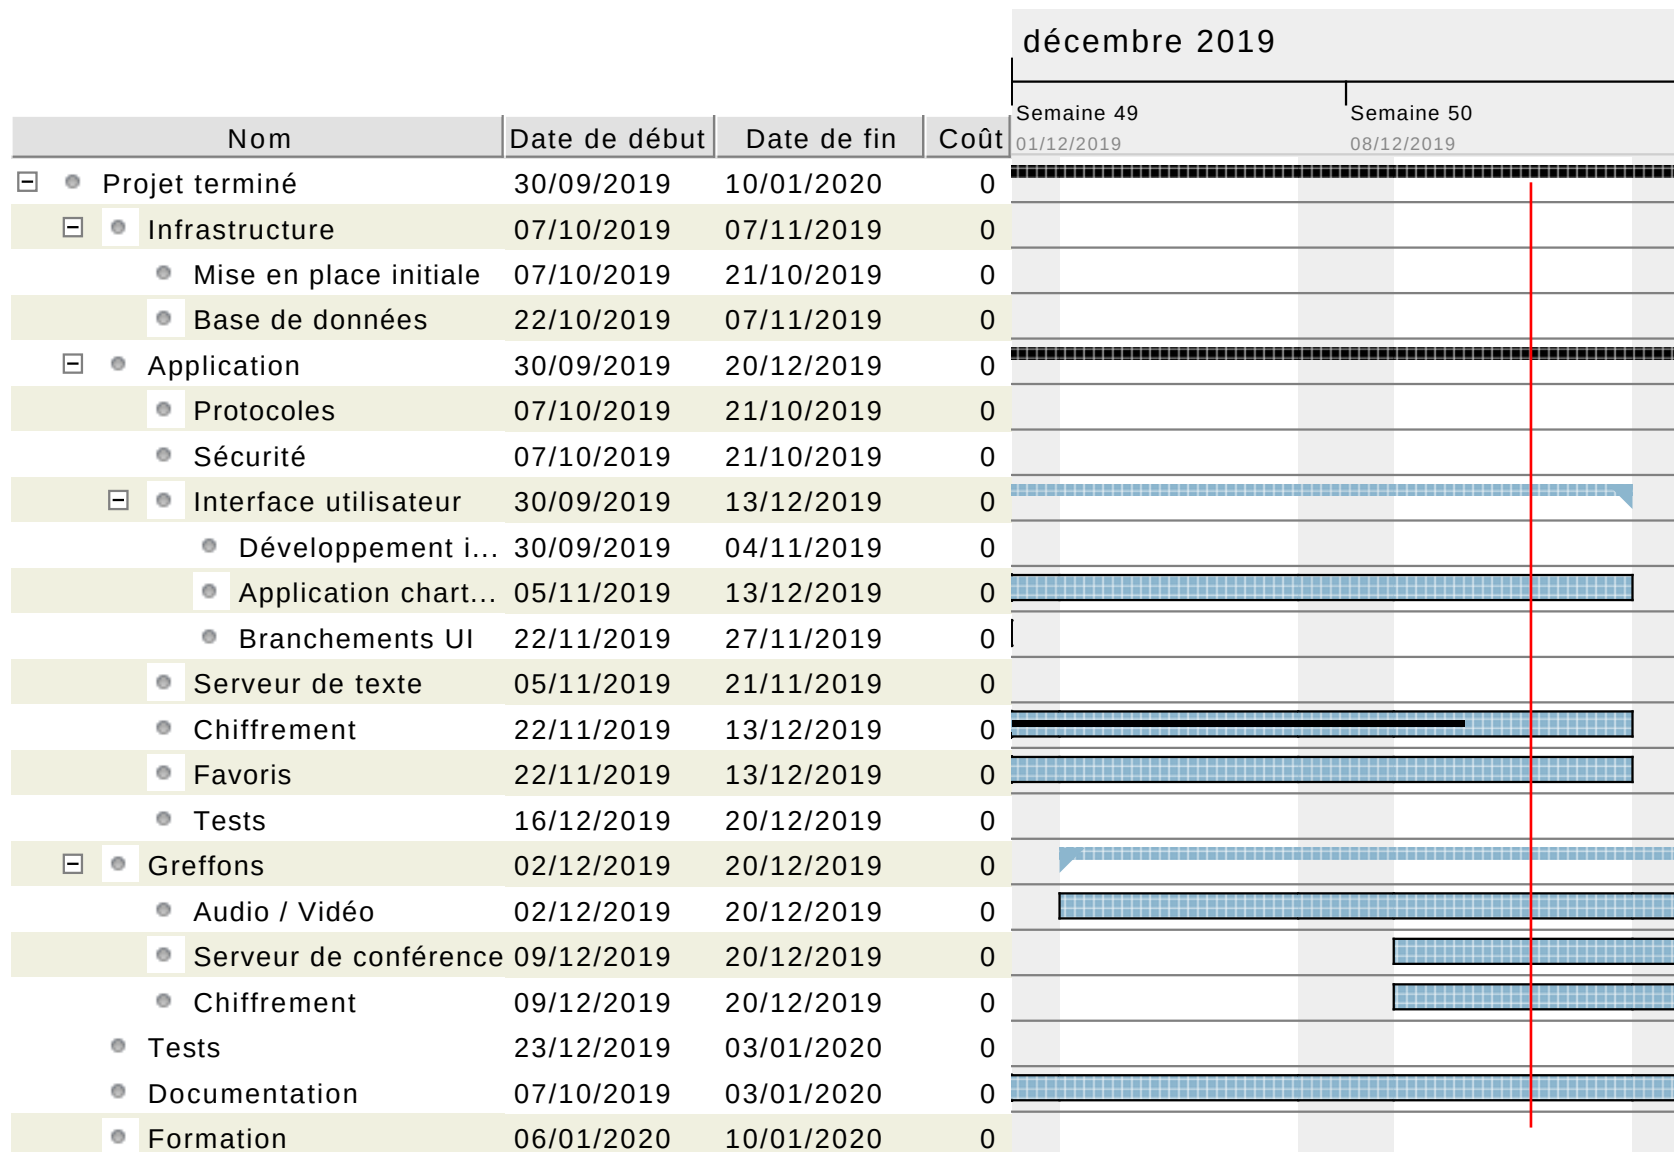 décembre 2019
Semaine 49 Semaine 50
01/12/2019 08/12/2019
Nom Date de début Date de fin Coût
Projet terminé 30/09/2019 10/01/2020 0
Infrastructure 07/10/2019 07/11/2019 0
Mise en place initiale 07/10/2019 21/10/2019 0
Base de données 22/10/2019 07/11/2019 0
Application 30/09/2019 20/12/2019 0
Protocoles 07/10/2019 21/10/2019 0
Sécurité 07/10/2019 21/10/2019 0
Interface utilisateur 30/09/2019 13/12/2019 0
Développement i... 30/09/2019 04/11/2019 0
Application chart... 05/11/2019 13/12/2019 0
Branchements UI 22/11/2019 27/11/2019 0
Serveur de texte 05/11/2019 21/11/2019 0
Chiffrement 22/11/2019 13/12/2019 0
Favoris 22/11/2019 13/12/2019 0
Tests 16/12/2019 20/12/2019 0
Greffons 02/12/2019 20/12/2019 0
Audio / Vidéo 02/12/2019 20/12/2019 0
Serveur de conférence 09/12/2019 20/12/2019 0
Chiffrement 09/12/2019 20/12/2019 0
Tests 23/12/2019 03/01/2020 0
Documentation 07/10/2019 03/01/2020 0
Formation 06/01/2020 10/01/2020 0